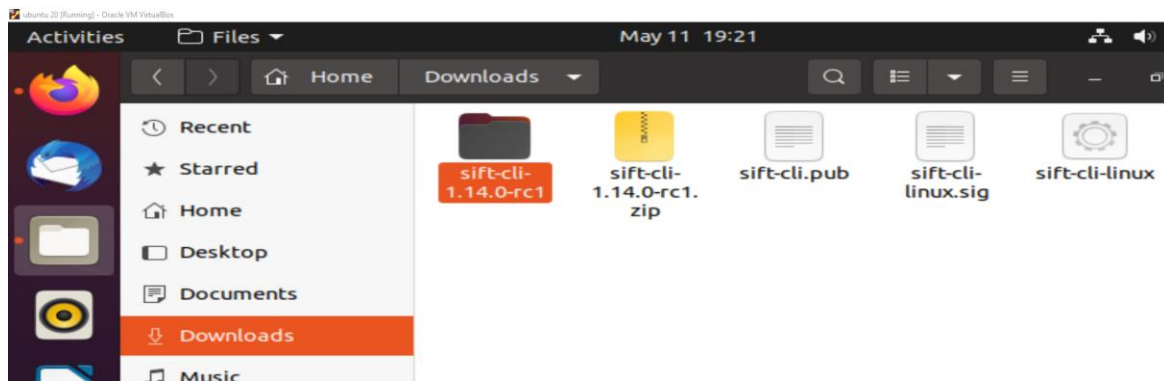 ubuntu 20 [Running] - Oracle VM VirtualBox
Activities Files May 11 19:21
Home Downloads
Recent
Starred
Home
Desktop
Documents
Downloads
Music
sift-cli-
1.14.0-rc1
sift-cli-
1.14.0-rc1.
zip
sift-cli.pub
sift-cli-
linux.sig
sift-cli-linux